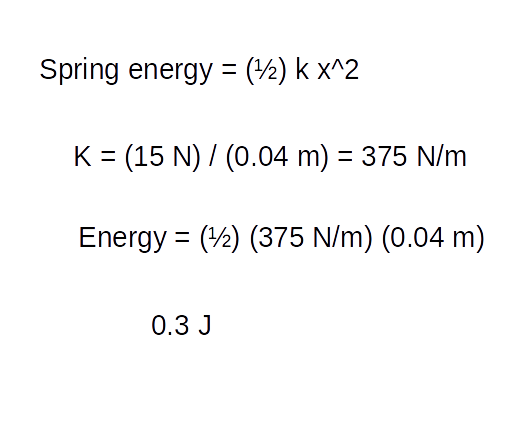 Spring energy = (½) k x^2
K = (15 N) / (0.04 m) = 375 N/m
Energy = (½) (375 N/m) (0.04 m)
0.3 J